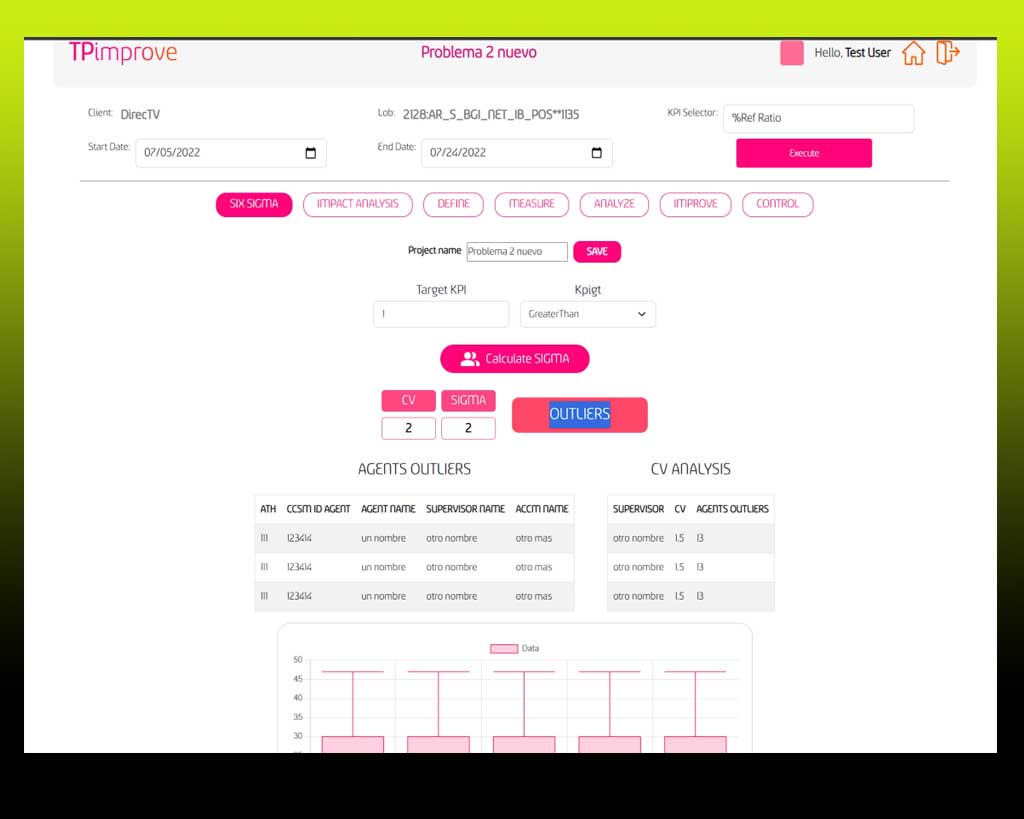 TPimprove Problema 2 nuevo Hello, Test User
Client: DirecTV Lob: 2128:AR_S_BGI_NET_IB_POS**1135 KPI Selector: %Ref Ratio
Start Date: 07/05/2022 End Date: 07/24/2022 Execute
SIX SIGMA IMPACT ANALYSIS DEFINE MEASURE ANALYZE IMPROVE CONTROL
Project name Problema 2 nuevo SAVE
Target KPI Kpigt
1 GreaterThan
Calculate SIGMA
CV SIGMA OUTLIERS
2 2
AGENTS OUTLIERS CV ANALYSIS
ATH CCSM ID AGENT AGENT NAME SUPERVISOR NAME ACCM NAME SUPERVISOR CV AGENTS OUTLIERS
111 123414 un nombre otro nombre otro mas otro nombre 1.5 13
111 123414 un nombre otro nombre otro mas otro nombre 1.5 13
111 123414 un nombre otro nombre otro mas otro nombre 1.5 13
Data
50
45
40
35
30